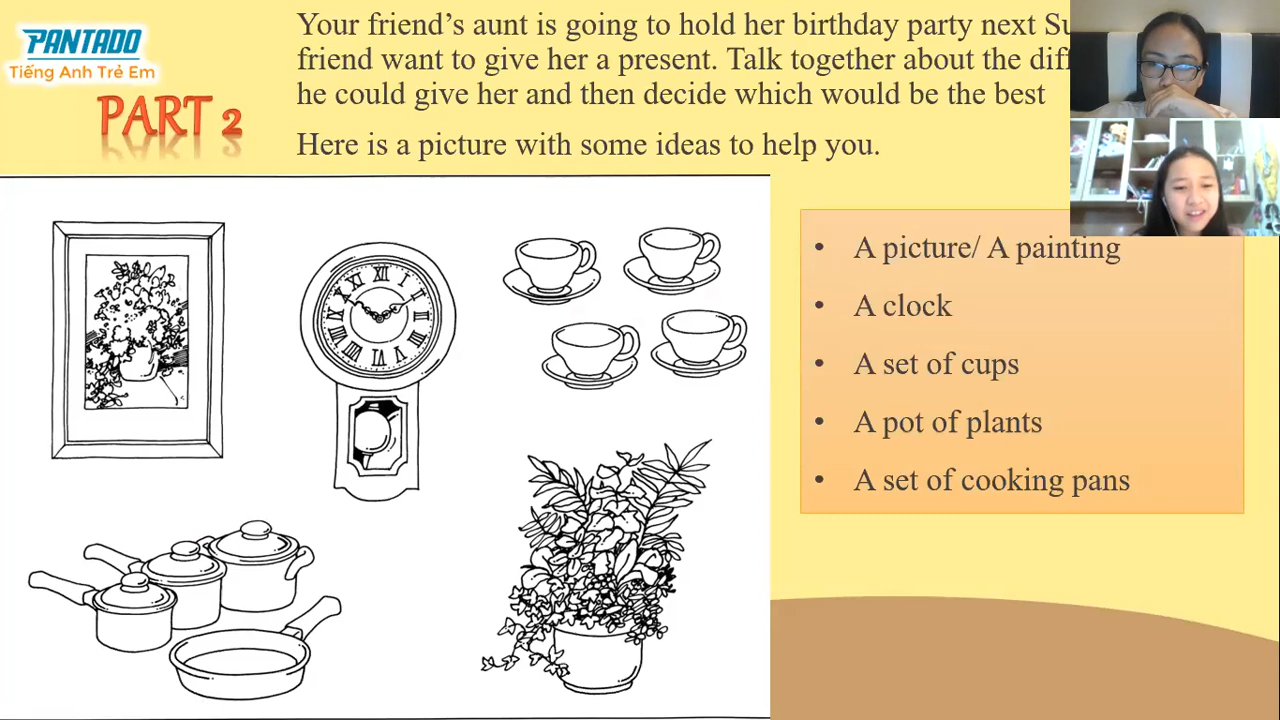 PANTADO
Tiếng Anh Trẻ Em
PART 2
Your friend's aunt is going to hold her birthday party next
friend want to give her a present. Talk together about the
he could give her and then decide which would be the best
Here is a picture with some ideas to help you.
• A picture/ A painting
• A clock
• A set of cups
• A pot of plants
• A set of cooking pans